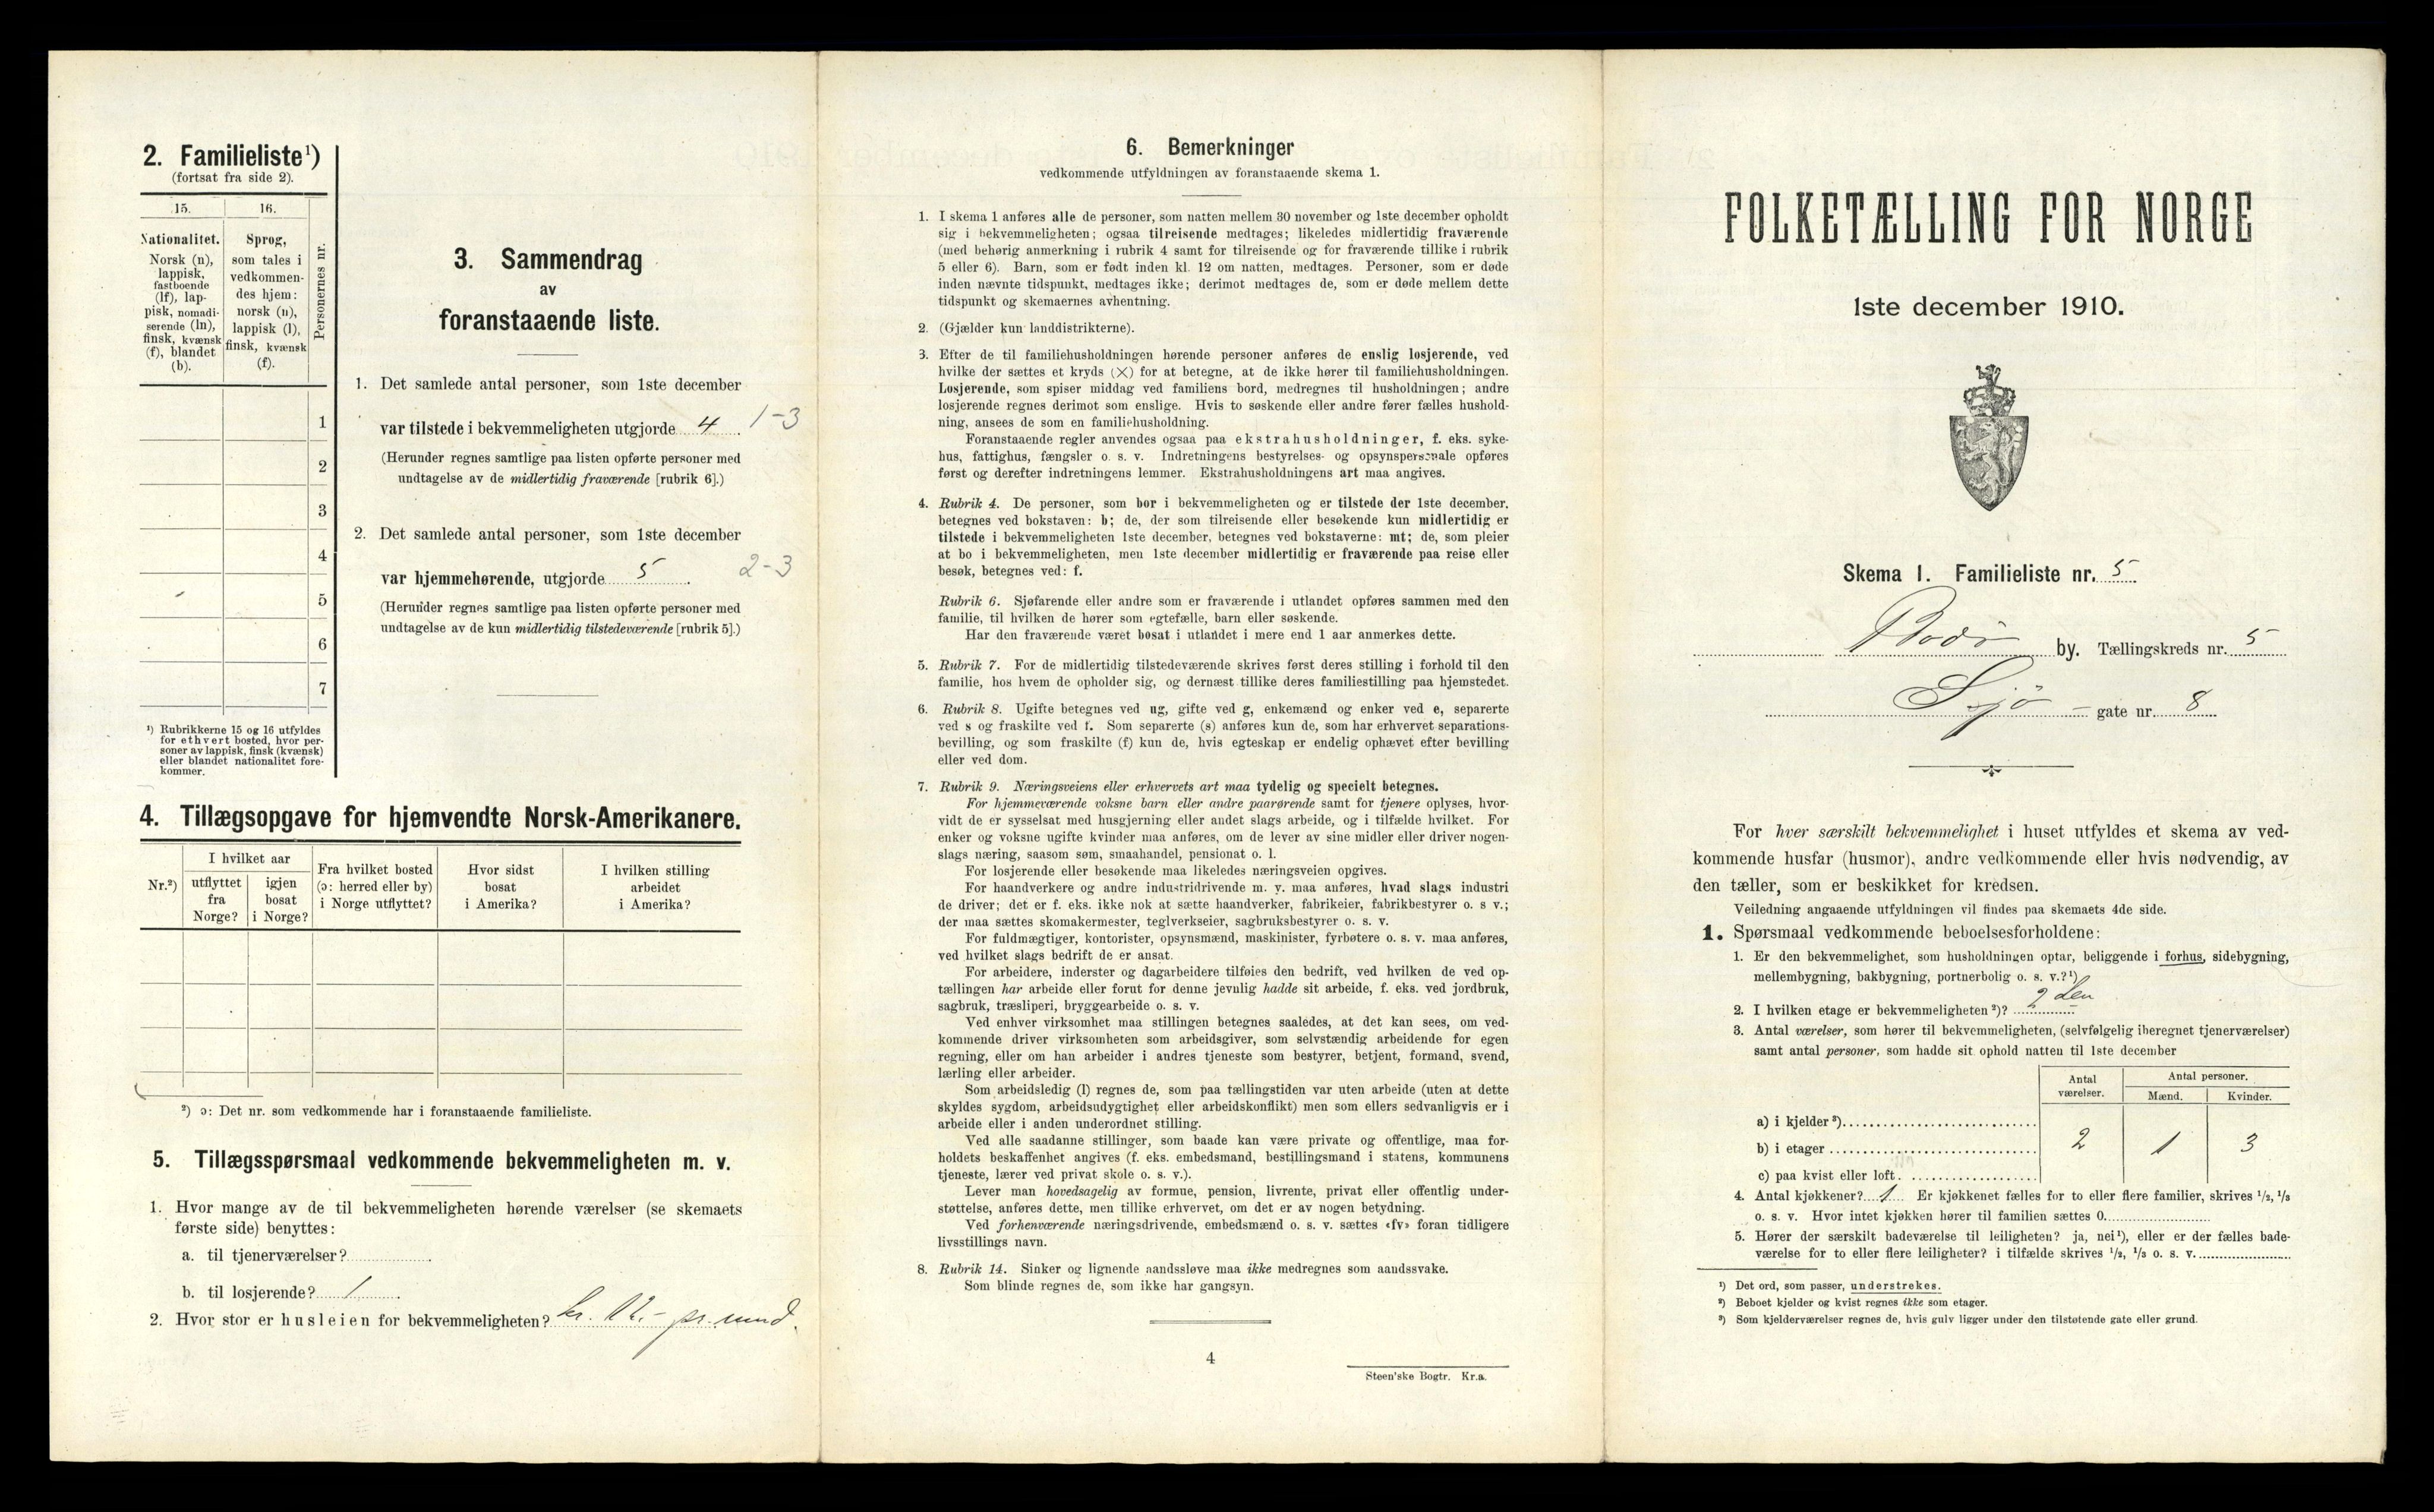 2. Familieliste¹)
(fortsat fra side 2).
15.
16.
Personernes nr.
Nationalitet.
Norsk (n),
lappisk,
fastboende
(lf), lap-
pisk, nomadi-
serende (ln),
finsk, kvænsk
(f), blandet
(b).
Sprog,
som tales i
vedkommen-
des hjem:
norsk (n),
lappisk (l),
finsk, kvænsk
(f).
1
2
3
4
5
6
7
¹) Rubrikkerne 15 og 16 utfyldes
for ethvert bosted, hvor per-
soner av lappisk, finsk (kvænsk)
eller blandet nationalitet fore-
kommer.
3. Sammendrag
av
foranstaaende liste.
1. Det samlede antal personer, som 1ste december
var tilstede i bekvemmeligheten utgjorde 4. 1-3
(Herunder regnes samtlige paa listen opførte personer med
undtagelse av de midlertidig fraværende [rubrik 6].)
2. Det samlede antal personer, som 1ste december
var hjemmehørende, utgjorde 5. 2-3
(Herunder regnes samtlige paa listen opførte personer med
undtagelse av de kun midlertidig tilstedeværende [rubrik 5].)
4. Tillægsopgave for hjemvendte Norsk-Amerikanere.
Nr.²)
I hvilket aar
utflyttet
fra
Norge?
igjen
bosat
i Norge?
Fra hvilket bosted
(ɔ: herred eller by)
i Norge utflyttet?
Hvor sidst
bosat
i Amerika?
I hvilken stilling
arbeidet
i Amerika?
²) ɔ: Det nr. som vedkommende har i foranstaaende familieliste.
5. Tillægsspørsmaal vedkommende bekvemmeligheten m. v.
1. Hvor mange av de til bekvemmeligheten hørende værelser (se skemaets
første side) benyttes:
a. til tjenerværelser?
b. til losjerende? 1
2. Hvor stor er husleien for bekvemmeligheten? kr. 12.- pr. mnd.
6. Bemerkninger
vedkommende utfyldningen av foranstaaende skema 1.
1. I skema 1 anføres alle de personer, som natten mellem 30 november og 1ste december opholdt
sig i bekvemmeligheten; ogsaa tilreisende medtages; likeledes midlertidig fraværende
(med behørig anmerkning i rubrik 4 samt for tilreisende og for fraværende tillike i rubrik
5 eller 6). Barn, som er født inden kl. 12 om natten, medtages. Personer, som er døde
inden nævnte tidspunkt, medtages ikke; derimot medtages de, som er døde mellem dette
tidspunkt og skemaernes avhentning.
2. (Gjælder kun landdistrikterne).
3. Efter de til familiehusholdningen hørende personer anføres de enslig losjerende, ved
hvilke der sættes et kryds (×) for at betegne, at de ikke hører til familiehusholdningen.
Losjerende, som spiser middag ved familiens bord, medregnes til husholdningen; andre
losjerende regnes derimot som enslige. Hvis to søskende eller andre fører fælles hushold-
ning, ansees de som en familiehusholdning.
Foranstaaende regler anvendes ogsaa paa ekstrahusholdninger, f. eks. syke-
hus, fattighus, fængsler o. s. v. Indretningens bestyrelses- og opsynspersonale opføres
først og derefter indretningens lemmer. Ekstrahusholdningens art maa angives.
4. Rubrik 4. De personer, som bor i bekvemmeligheten og er tilstede der 1ste december,
betegnes ved bokstaven: b; de, der som tilreisende eller besøkende kun midlertidig er
tilstede i bekvemmeligheten 1ste december, betegnes ved bokstaverne: mt; de, som pleier
at bo i bekvemmeligheten, men 1ste december midlertidig er fraværende paa reise eller
besøk, betegnes ved: f.
Rubrik 6. Sjøfarende eller andre som er fraværende i utlandet opføres sammen med den
familie, til hvilken de hører som egtefælle, barn eller søskende.
Har den fraværende været bosat i utlandet i mere end 1 aar anmerkes dette.
5. Rubrik 7. For de midlertidig tilstedeværende skrives først deres stilling i forhold til den
familie, hos hvem de opholder sig, og dernæst tillike deres familiestilling paa hjemstedet.
6. Rubrik 8. Ugifte betegnes ved ug, gifte ved g, enkemænd og enker ved e, separerte
ved s og fraskilte ved f. Som separerte (s) anføres kun de, som har erhvervet separations-
bevilling, og som fraskilte (f) kun de, hvis egteskap er endelig ophævet efter bevilling
eller ved dom.
7. Rubrik 9. Næringsveiens eller erhvervets art maa tydelig og specielt betegnes.
For hjemmeværende voksne barn eller andre paarørende samt for tjenere oplyses, hvor-
vidt de er sysselsat med husgjerning eller andet slags arbeide, og i tilfælde hvilket. For
enker og voksne ugifte kvinder maa anføres, om de lever av sine midler eller driver nogen-
slags næring, saasom søm, smaahandel, pensionat o. l.
For losjerende eller besøkende maa likeledes næringsveien opgives.
For haandverkere og andre industridrivende m. v. maa anføres, hvad slags industri
de driver; det er f. eks. ikke nok at sætte haandverker, fabrikeier, fabrikbestyrer o. s v.;
der maa sættes skomakermester, teglverkseier, sagbruksbestyrer o. s. v.
For fuldmægtiger, kontorister, opsynsmænd, maskinister, fyrbøtere o. s. v. maa anføres,
ved hvilket slags bedrift de er ansat.
For arbeidere, inderster og dagarbeidere tilføies den bedrift, ved hvilken de ved op-
tællingen har arbeide eller forut for denne jevnlig hadde sit arbeide, f. eks. ved jordbruk,
sagbruk, træsliperi, bryggearbeide o. s. v.
Ved enhver virksomhet maa stillingen betegnes saaledes, at det kan sees, om ved-
kommende driver virksomheten som arbeidsgiver, som selvstændig arbeidende for egen
regning, eller om han arbeider i andres tjeneste som bestyrer, betjent, formand, svend,
lærling eller arbeider.
Som arbeidsledig (l) regnes de, som paa tællingstiden var uten arbeide (uten at dette
skyldes sygdom, arbeidsudygtighet eller arbeidskonflikt) men som ellers sedvanligvis er i
arbeide eller i anden underordnet stilling.
Ved alle saadanne stillinger, som baade kan være private og offentlige, maa for-
holdets beskaffenhet angives (f. eks. embedsmand, bestillingsmand i statens, kommunens
tjeneste, lærer ved privat skole o. s. v.).
Lever man hovedsagelig av formue, pension, livrente, privat eller offentlig under-
støttelse, anføres dette, men tillike erhvervet, om det er av nogen betydning.
Ved forhenværende næringsdrivende, embedsmænd o. s. v. sættes «fv» foran tidligere
livsstillings navn.
8. Rubrik 14. Sinker og lignende aandssløve maa ikke medregnes som aandssvake.
Som blinde regnes de, som ikke har gangsyn.
4
Steen'ske Bogtr. Kr.a.
FOLKETÆLLING FOR NORGE
1ste december 1910.
Skema 1. Familieliste nr. 5
Bodø by. Tællingskreds nr. 5
Sjø - gate nr. 8
For hver særskilt bekvemmelighet i huset utfyldes et skema av ved-
kommende husfar (husmor), andre vedkommende eller hvis nødvendig, av
den tæller, som er beskikket for kredsen.
Veiledning angaaende utfyldningen vil findes paa skemaets 4de side.
1. Spørsmaal vedkommende beboelsesforholdene:
1. Er den bekvemmelighet, som husholdningen optar, beliggende i forhus, sidebygning,
mellembygning, bakbygning, portnerbolig o. s. v.?¹)
2. I hvilken etage er bekvemmeligheten²)? 2 den
3. Antal værelser, som hører til bekvemmeligheten, (selvfølgelig iberegnet tjenerværelser)
samt antal personer, som hadde sit ophold natten til 1ste december
Antal
værelser.
Antal personer.
Mænd.
Kvinder.
a) i kjelder³)
b) i etager 2 1 3
c) paa kvist eller loft
4. Antal kjøkkener? 1 Er kjøkkenet fælles for to eller flere familier, skrives ¹/₂, ¹/₃
o. s. v. Hvor intet kjøkken hører til familien sættes 0.
5. Hører der særskilt badeværelse til leiligheten? ja, nei¹), eller er der fælles bade-
værelse for to eller flere leiligheter? i tilfælde skrives ¹/₂, ¹/₃ o. s. v.
¹) Det ord, som passer, understrekes.
²) Beboet kjelder og kvist regnes ikke som etager.
³) Som kjelderværelser regnes de, hvis gulv ligger under den tilstøtende gate eller grund.